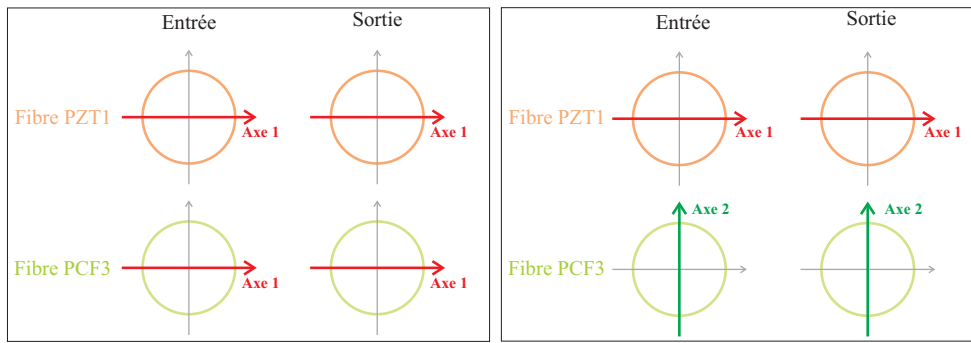 Entrée Sortie
Fibre PZT1
Axe 1 Axe 1
Fibre PCF3
Axe 1 Axe 1
Entrée Sortie
Fibre PZT1
Axe 1 Axe 1
Axe 2 Axe 2
Fibre PCF3